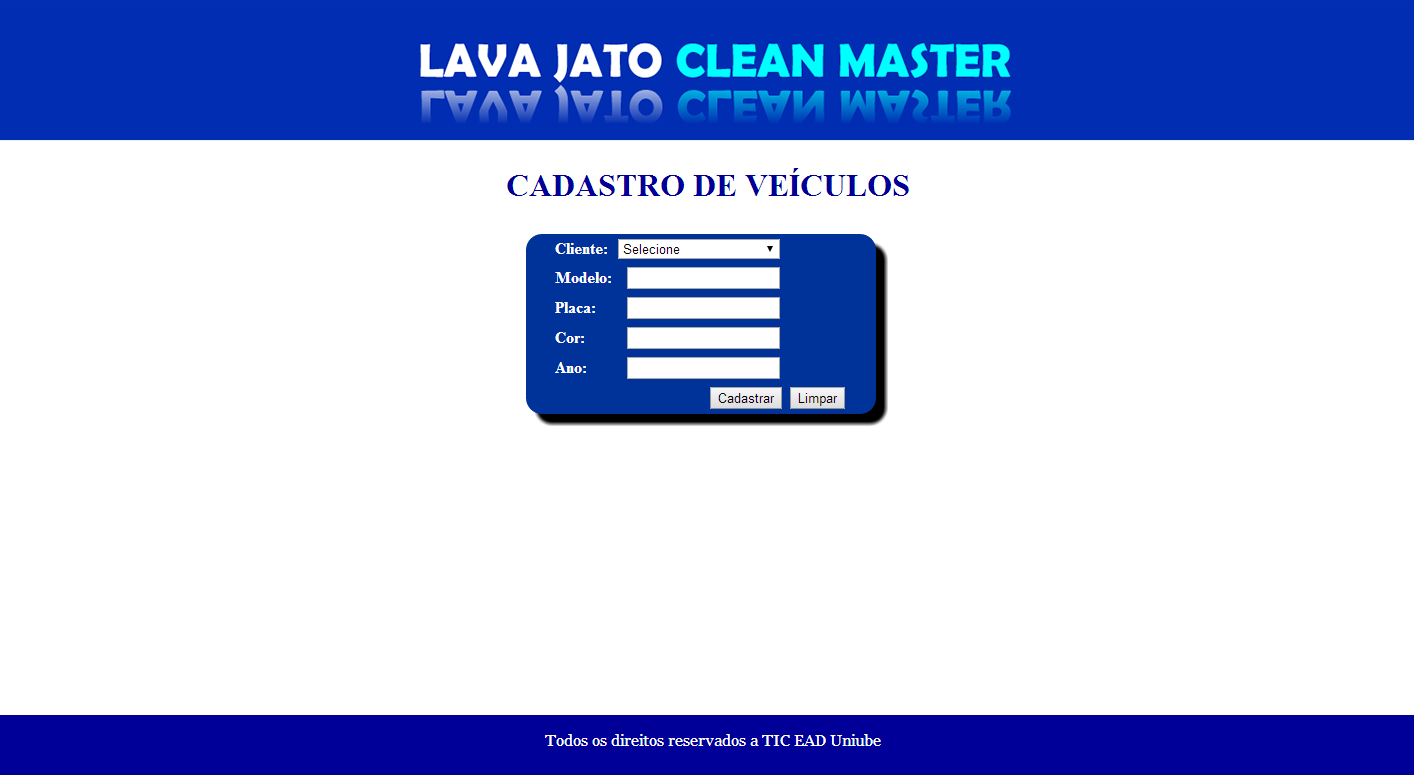 LAVA JATO CLEAN MASTER
CADASTRO DE VEÍCULOS
Cliente: Selecione
Modelo:
Placa:
Cor:
Ano:
Cadastrar Limpar
Todos os direitos reservados a TIC EAD Uniube